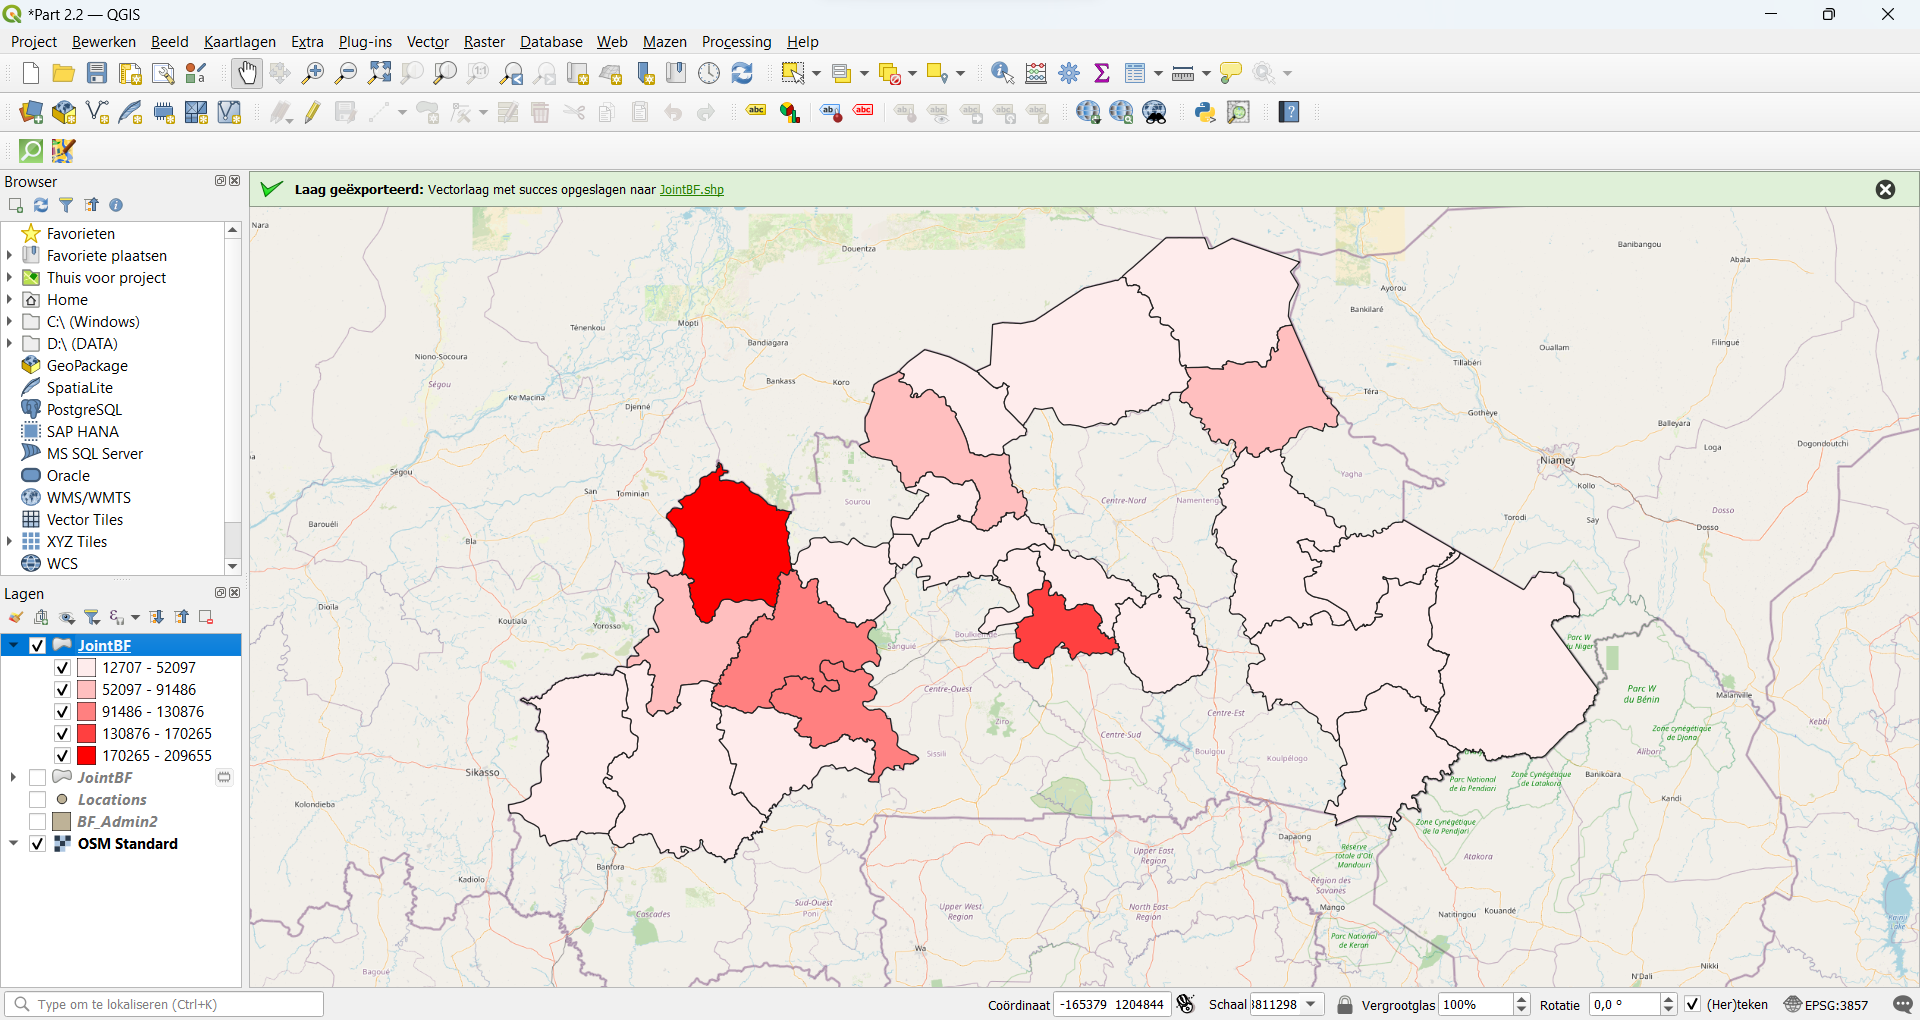 *Part 2.2 — QGIS
Project Bewerken Beeld Kaartlagen Extra Plug-ins Vector Raster Database Web Mazen Processing Help
Browser
Laag geëxporteerd: Vectorlaag met succes opgeslagen naar JointBF.shp
Favorieten
Favoriete plaatsen
Thuis voor project
Home
C:\ (Windows)
D:\ (DATA)
GeoPackage
SpatiaLite
PostgreSQL
SAP HANA
MS SQL Server
Oracle
WMS/WMTS
Vector Tiles
XYZ Tiles
WCS
Lagen
JointBF
12707 - 52097
52097 - 91486
91486 - 130876
130876 - 170265
170265 - 209655
JointBF
Locations
BF_Admin2
OSM Standard
Nara
Douentza
Banibangou
Abala
Ayorou
Bankilaré
Ténenkou
Mopti
Bandiagara
Niono-Socoura
Ségou
Bankass
Koro
Ke Macina
Djenné
Ouallam
Filingué
Tillabéri
Téra
Gothèye
Balleyara
Loga
Dogondoutchi
Niamey
Kollo
Yagha
Ségou
San
Tominian
Sourou
Centre-Nord
Namentenga
Torodi
Say
Dosso
Dosso
Barouéli
Bla
Dioïla
Koutiala
Yorosso
Sanguié
Boulkiemdé
Parc W
du Niger
Centre-Ouest
Ziro
Parc W
du Bénin
Malanville
Centre-Est
Kebbi
Centre-Sud
Zone cynégétique
de la Djona
Sissili
Boulgou
Koulpélogo
Alibori
Sikasso
Parc National
de la Pendjari
Zone Cynégétique
de l'Atakora
Banikoara
Kolondieba
Kandi
Zone Cynégétique
de la Pendjari
Dapaong
Réserve
totale d'Oti
Mandouri
Atakora
Upper East
Region
Banfora
Kadiolo
Région des
Savanes
Mango
Cascades
Sud-Ouest
Poni
Upper West
Region
North East
Region
Natitingou
Kouandé
Parc National
de Keran
Wa
Bagoué
N'Dali
Nikki
Type om te lokaliseren (Ctrl+K)
Coördinaat -165379 1204844 Schaal 3811298 Vergrootglas 100% Rotatie 0,0 ° (Her)teken EPSG:3857